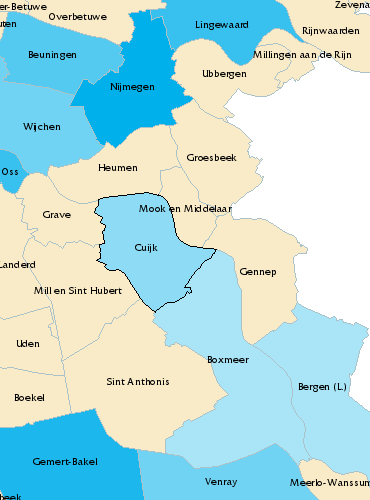 er-Betuwe
Zevena
Overbetuwe
Lingewaard
Rijnwaarden
uten
Beuningen
Millingen aan de Rijn
Ubbergen
Nijmegen
Wijchen
Groesbeek
Heumen
Oss
Mook en Middelaar
Grave
Cuijk
Landerd
Gennep
Mill en Sint Hubert
Uden
Boxmeer
Sint Anthonis
Bergen (L.)
Boekel
Gemert-Bakel
Venray
Meerlo-Wanssum
beek